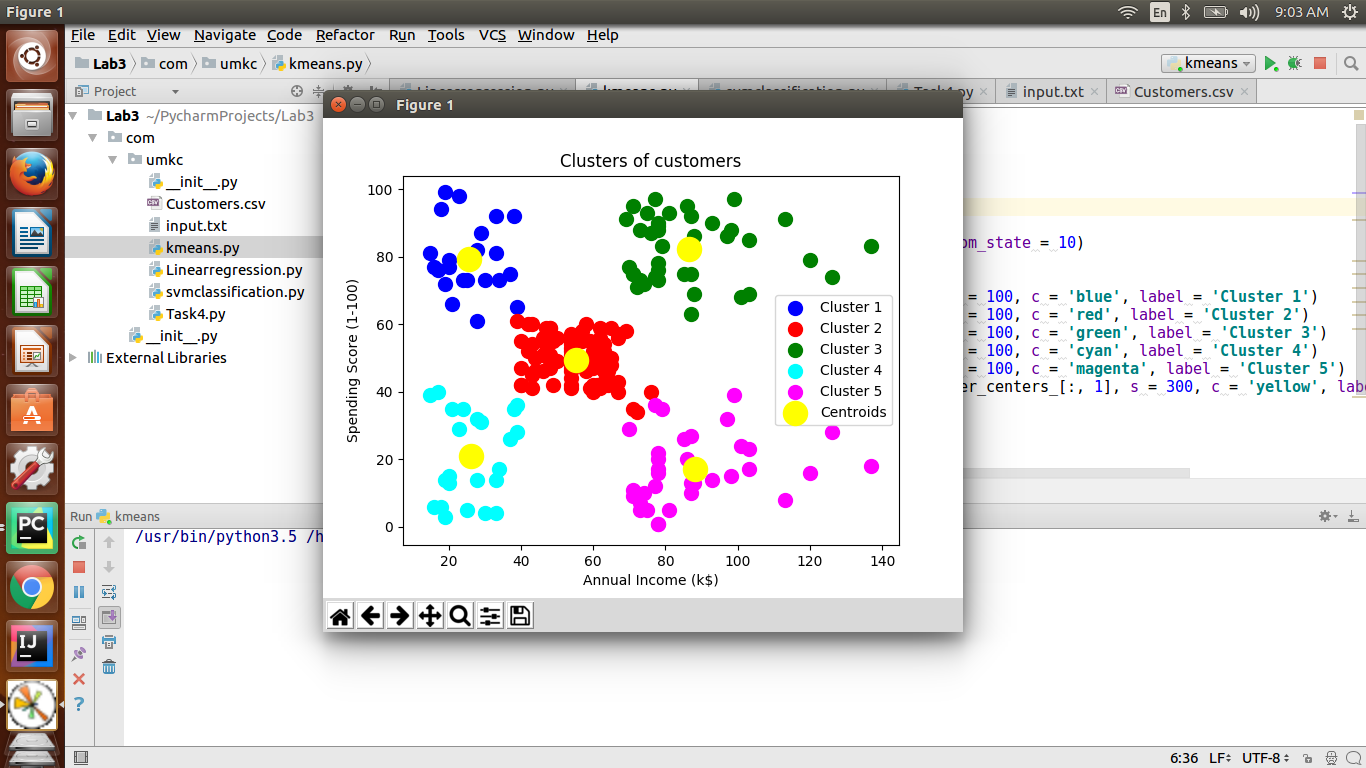 Figure 1
En
9:03 AM
File Edit View Navigate Code Refactor Run Tools VCS Window Help
Lab3 com umkc kmeans.py
kmeans
Project
input.txt
Customers.csv
Figure 1
Lab3 ~/PycharmProjects/Lab3
com
umkc
__init__.py
Customers.csv
input.txt
kmeans.py
Linearregression.py
svmclassification.py
Task4.py
__init__.py
External Libraries
Clusters of customers
Spending Score (1-100)
100
80
60
40
20
0
20 40 60 80 100 120 140
Annual Income (k$)
Cluster 1
Cluster 2
Cluster 3
Cluster 4
Cluster 5
Centroids
om_state = 10)
= 100, c = 'blue', label = 'Cluster 1')
= 100, c = 'red', label = 'Cluster 2')
= 100, c = 'green', label = 'Cluster 3')
= 100, c = 'cyan', label = 'Cluster 4')
= 100, c = 'magenta', label = 'Cluster 5')
er_centers_[:, 1], s = 300, c = 'yellow', labe
Run kmeans
/usr/bin/python3.5 /h
PC
IJ
6:36 LF UTF-8